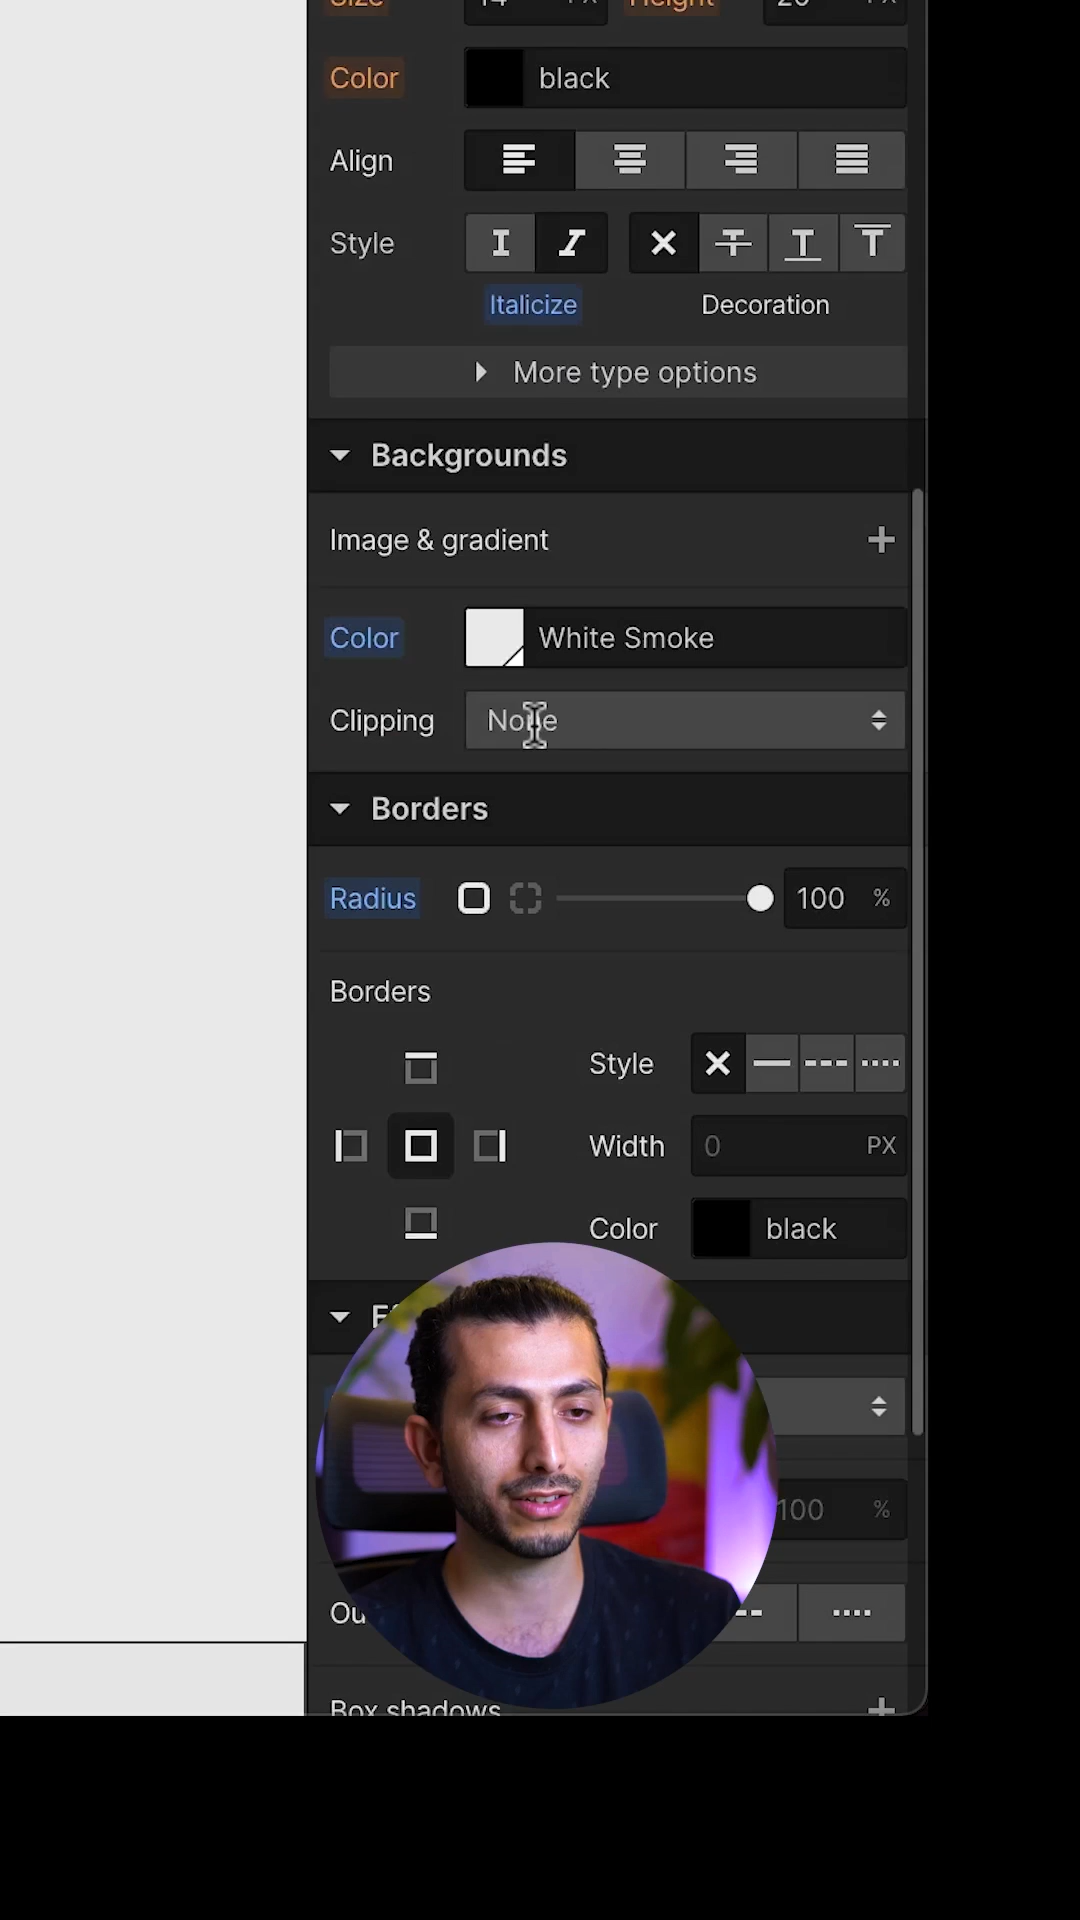 Size 14 PX Height 20 PX
Color black
Align
Style
Italicize Decoration
More type options
Backgrounds
Image & gradient
Color White Smoke
Clipping None
Borders
Radius 100 %
Borders
Style
Width 0 PX
Color black
100 %
Box shadows